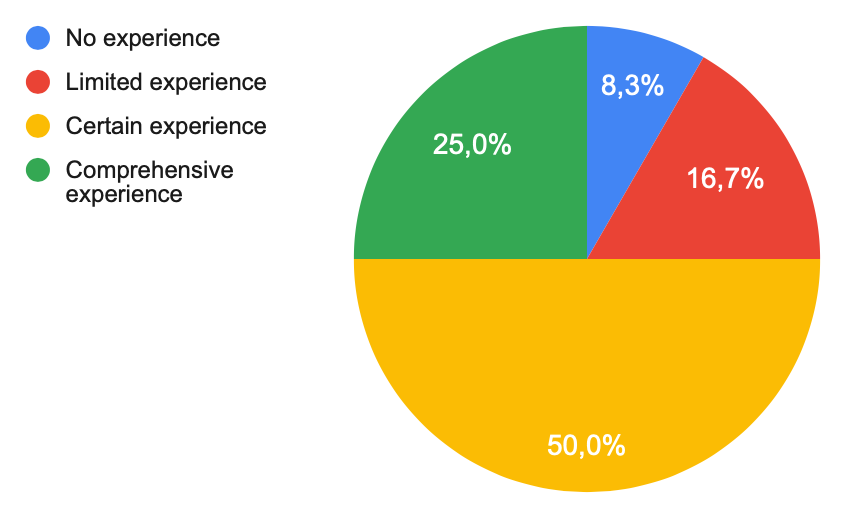 No experience
Limited experience
Certain experience
Comprehensive
experience
8,3%
16,7%
25,0%
50,0%